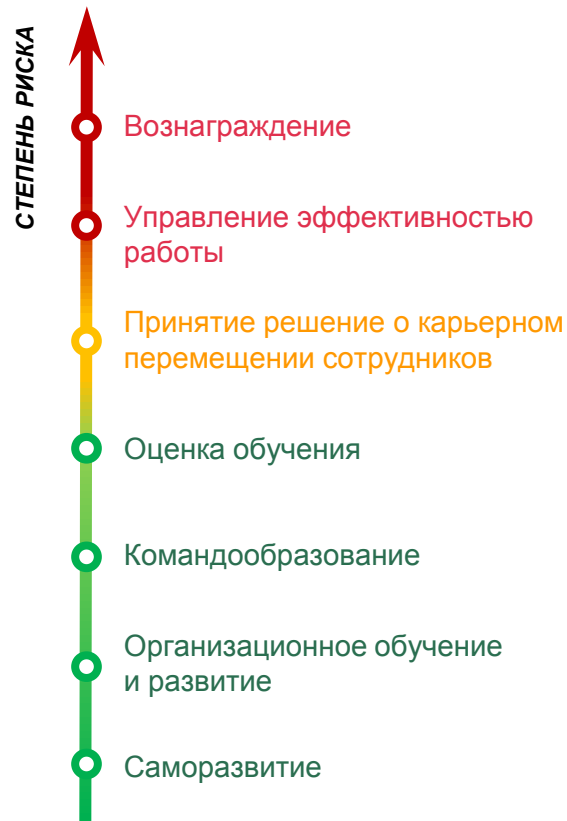 СТЕПЕНЬ РИСКА
Вознаграждение
Управление эффективностью
работы
Принятие решение о карьерном
перемещении сотрудников
Оценка обучения
Командообразование
Организационное обучение
и развитие
Саморазвитие